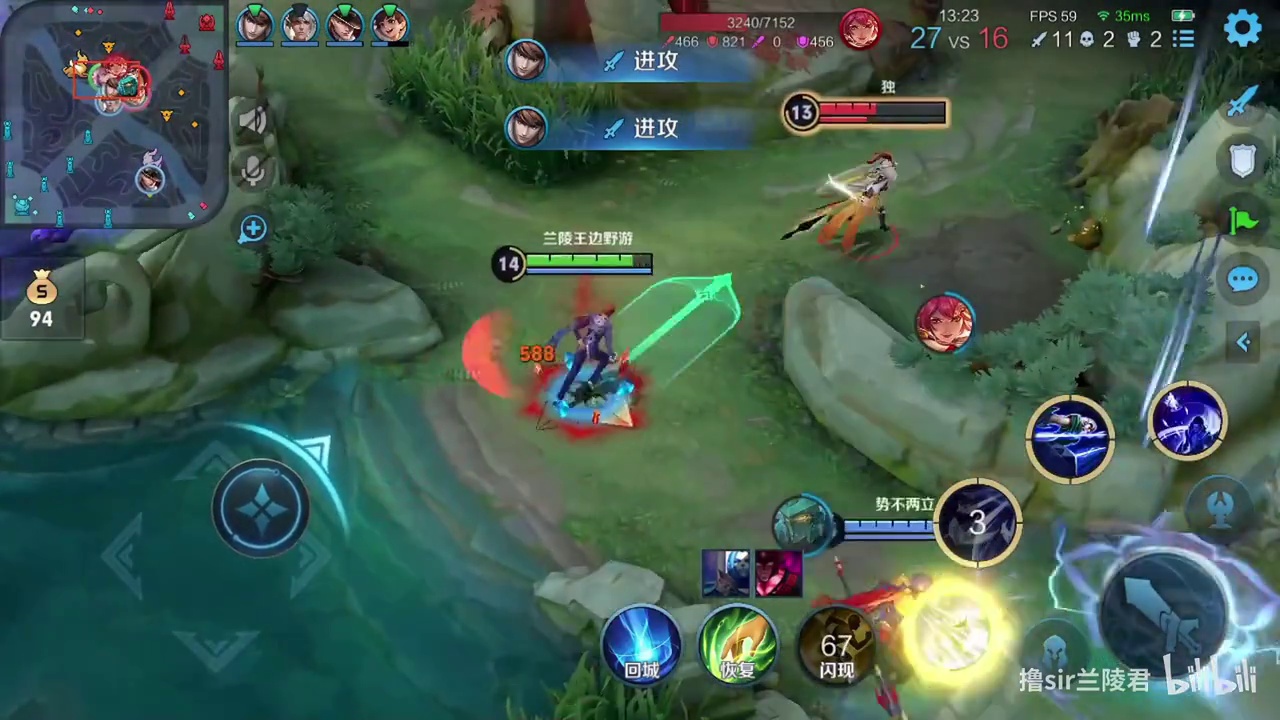 3240/7152
466 821 0 456
13:23
FPS 59
35ms
27 VS 16
11 2 2
进攻
进攻
独
13
兰陵王边野游
14
588
S
94
势不两立
3
67
回城
恢复
闪现
撸sir兰陵君 bilibili